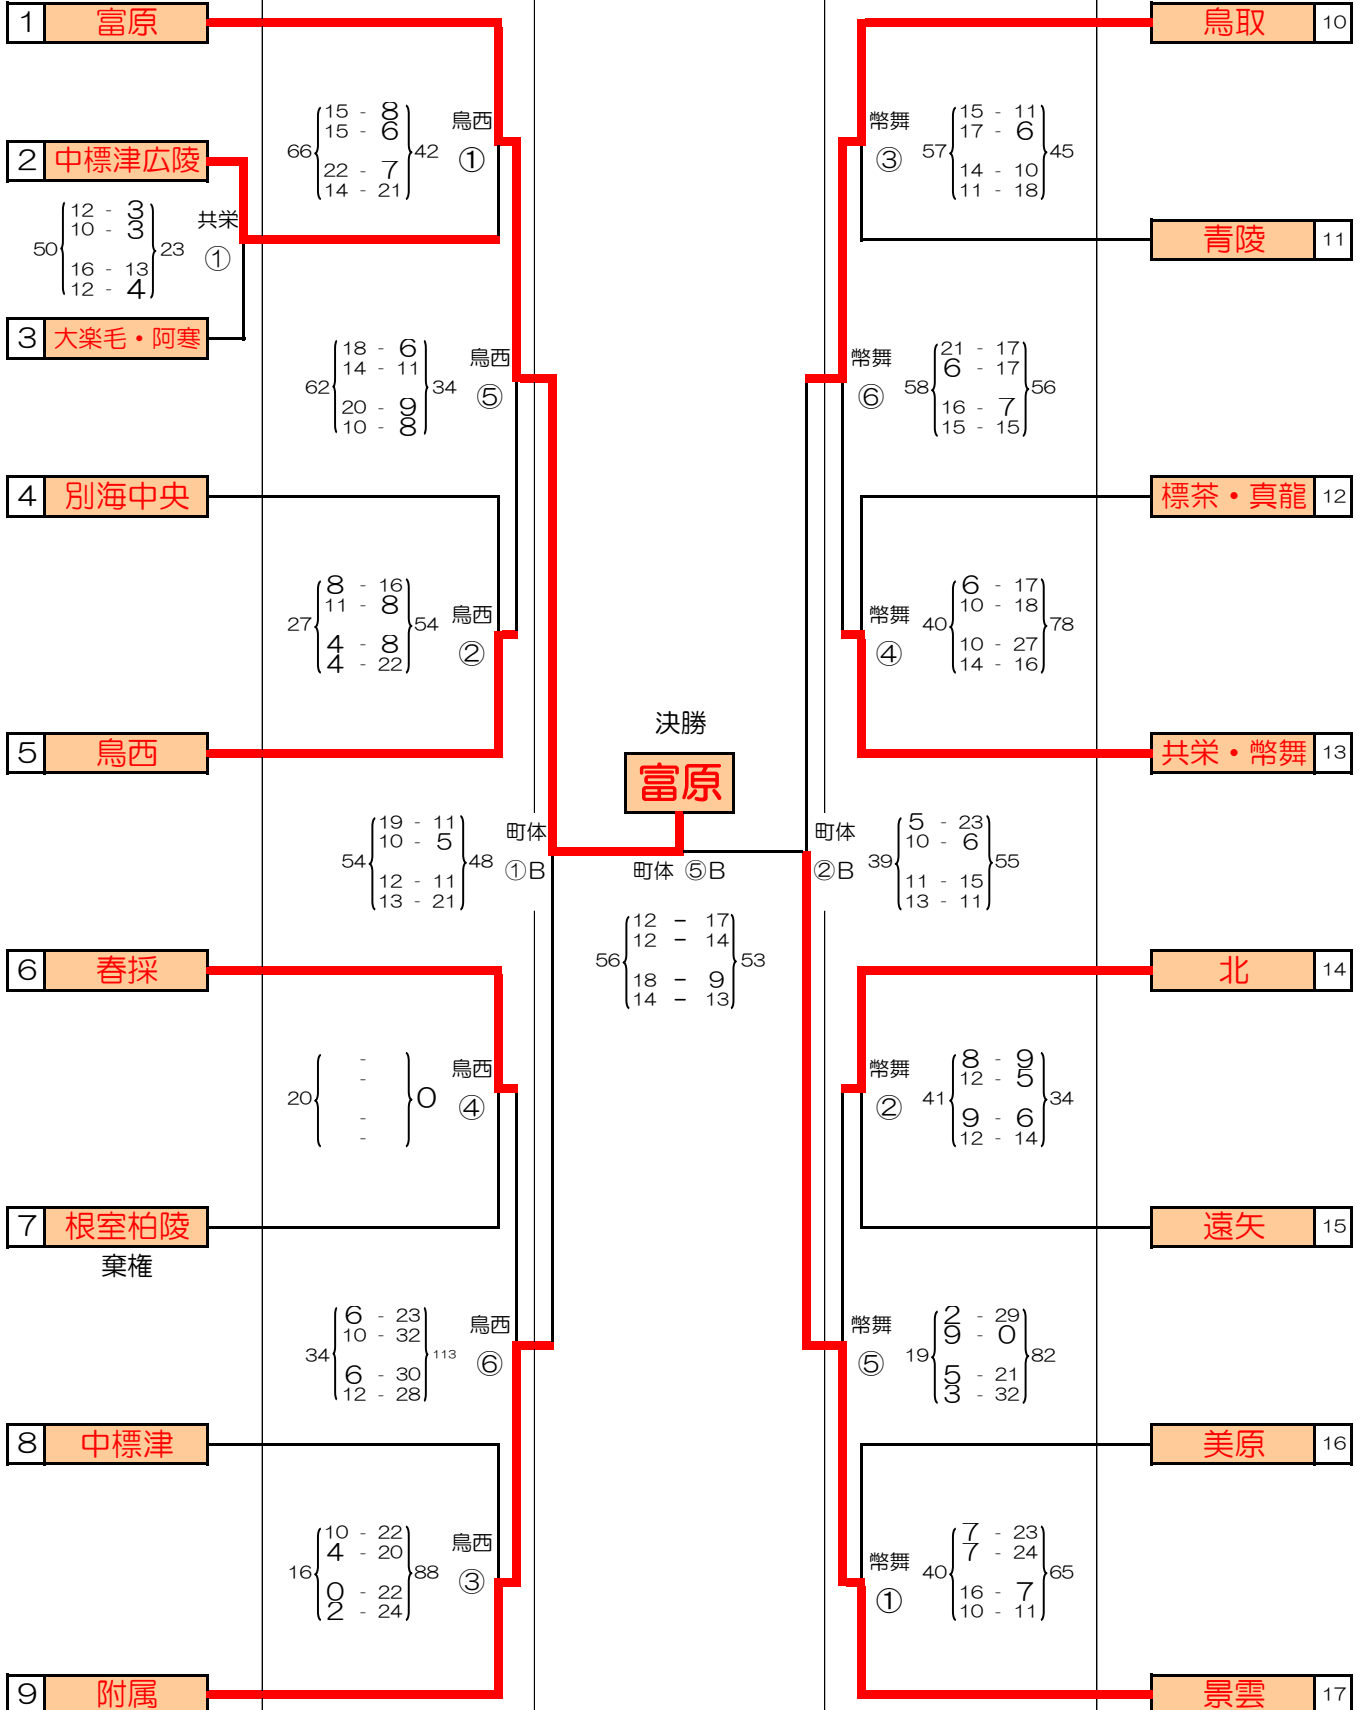 1 富原
66 15 - 8 42
15 - 6
22 - 7
14 - 21
鳥西
①
2 中標津広陵
50 12 - 3 23
10 - 3
16 - 13
12 - 4
共栄
①
3 大楽毛・阿寒
62 18 - 6 34
14 - 11
20 - 9
10 - 8
鳥西
⑤
4 別海中央
27 8 - 16 54
11 - 8
4 - 8
4 - 22
鳥西
②
5 鳥西
54 19 - 11 48
10 - 5
12 - 11
13 - 21
町体
①B
6 春採
20 - 0
-
-
-
鳥西
④
7 根室柏陵
棄権
34 6 - 23 113
10 - 32
6 - 30
12 - 28
鳥西
⑥
8 中標津
16 10 - 22 88
4 - 20
0 - 22
2 - 24
鳥西
③
9 附属
決勝
富原
町体 ⑤B
56 12 - 17 53
12 - 14
18 - 9
14 - 13
鳥取 10
幣舞
③
57 15 - 11 45
17 - 6
14 - 10
11 - 18
青陵 11
幣舞
⑥
58 21 - 17 56
6 - 17
16 - 7
15 - 15
標茶・真龍 12
幣舞
④
40 6 - 17 78
10 - 18
10 - 27
14 - 16
共栄・幣舞 13
町体
②B
39 5 - 23 55
10 - 6
11 - 15
13 - 11
北 14
幣舞
②
41 8 - 9 34
12 - 5
9 - 6
12 - 14
遠矢 15
幣舞
⑤
19 2 - 29 82
9 - 0
5 - 21
3 - 32
美原 16
幣舞
①
40 7 - 23 65
7 - 24
16 - 7
10 - 11
景雲 17